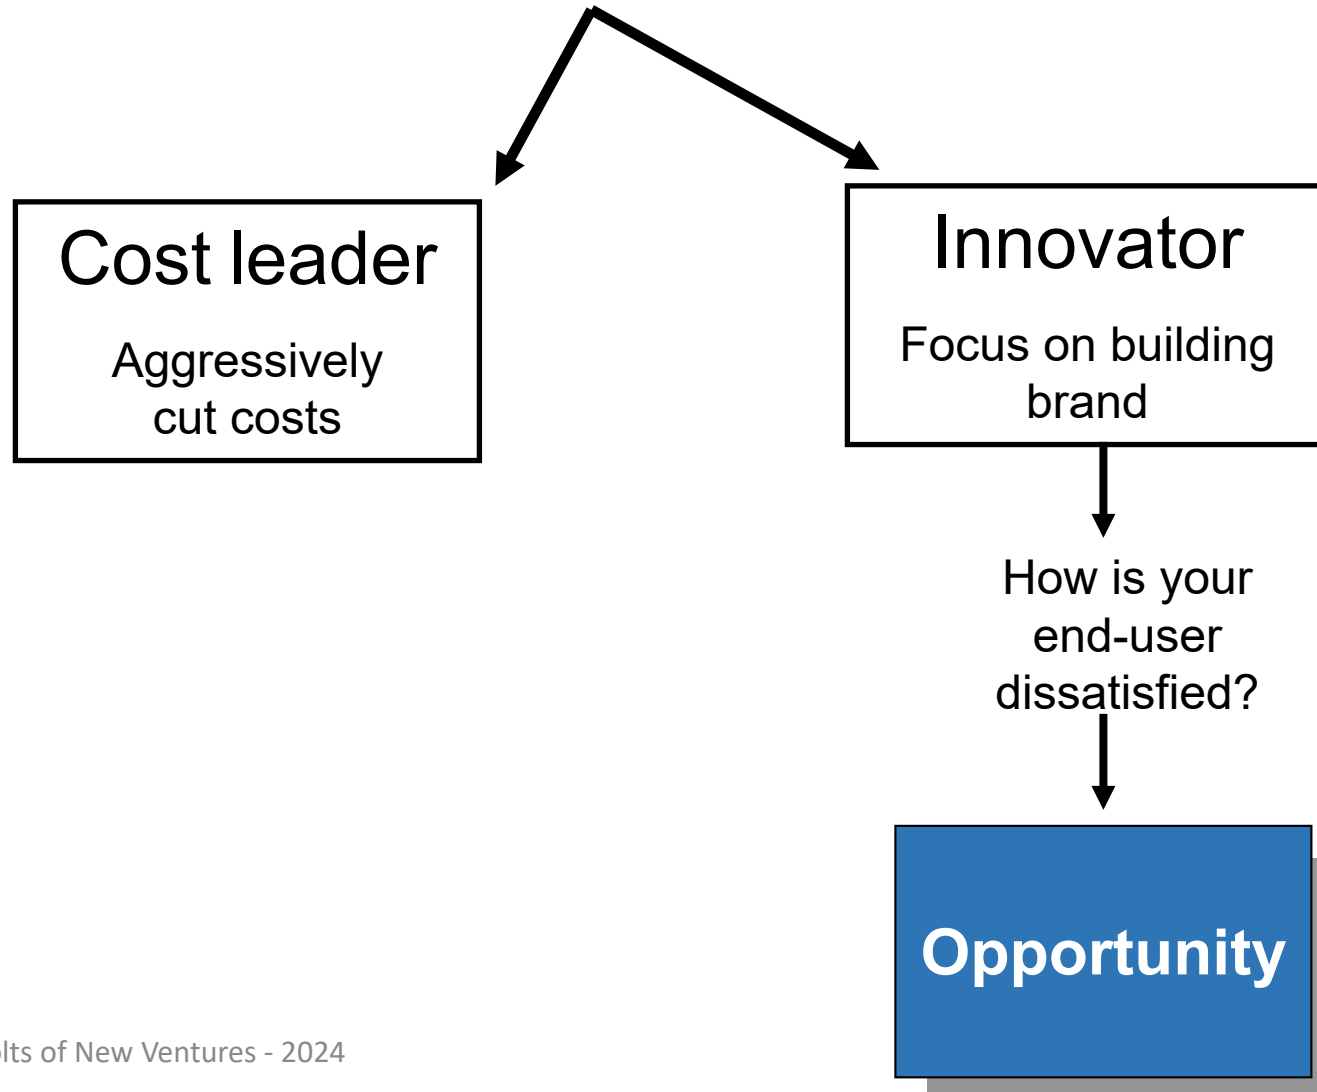 Cost leader
Aggressively
cut costs
Innovator
Focus on building
brand
How is your
end-user
dissatisfied?
Opportunity
of New Ventures - 2024